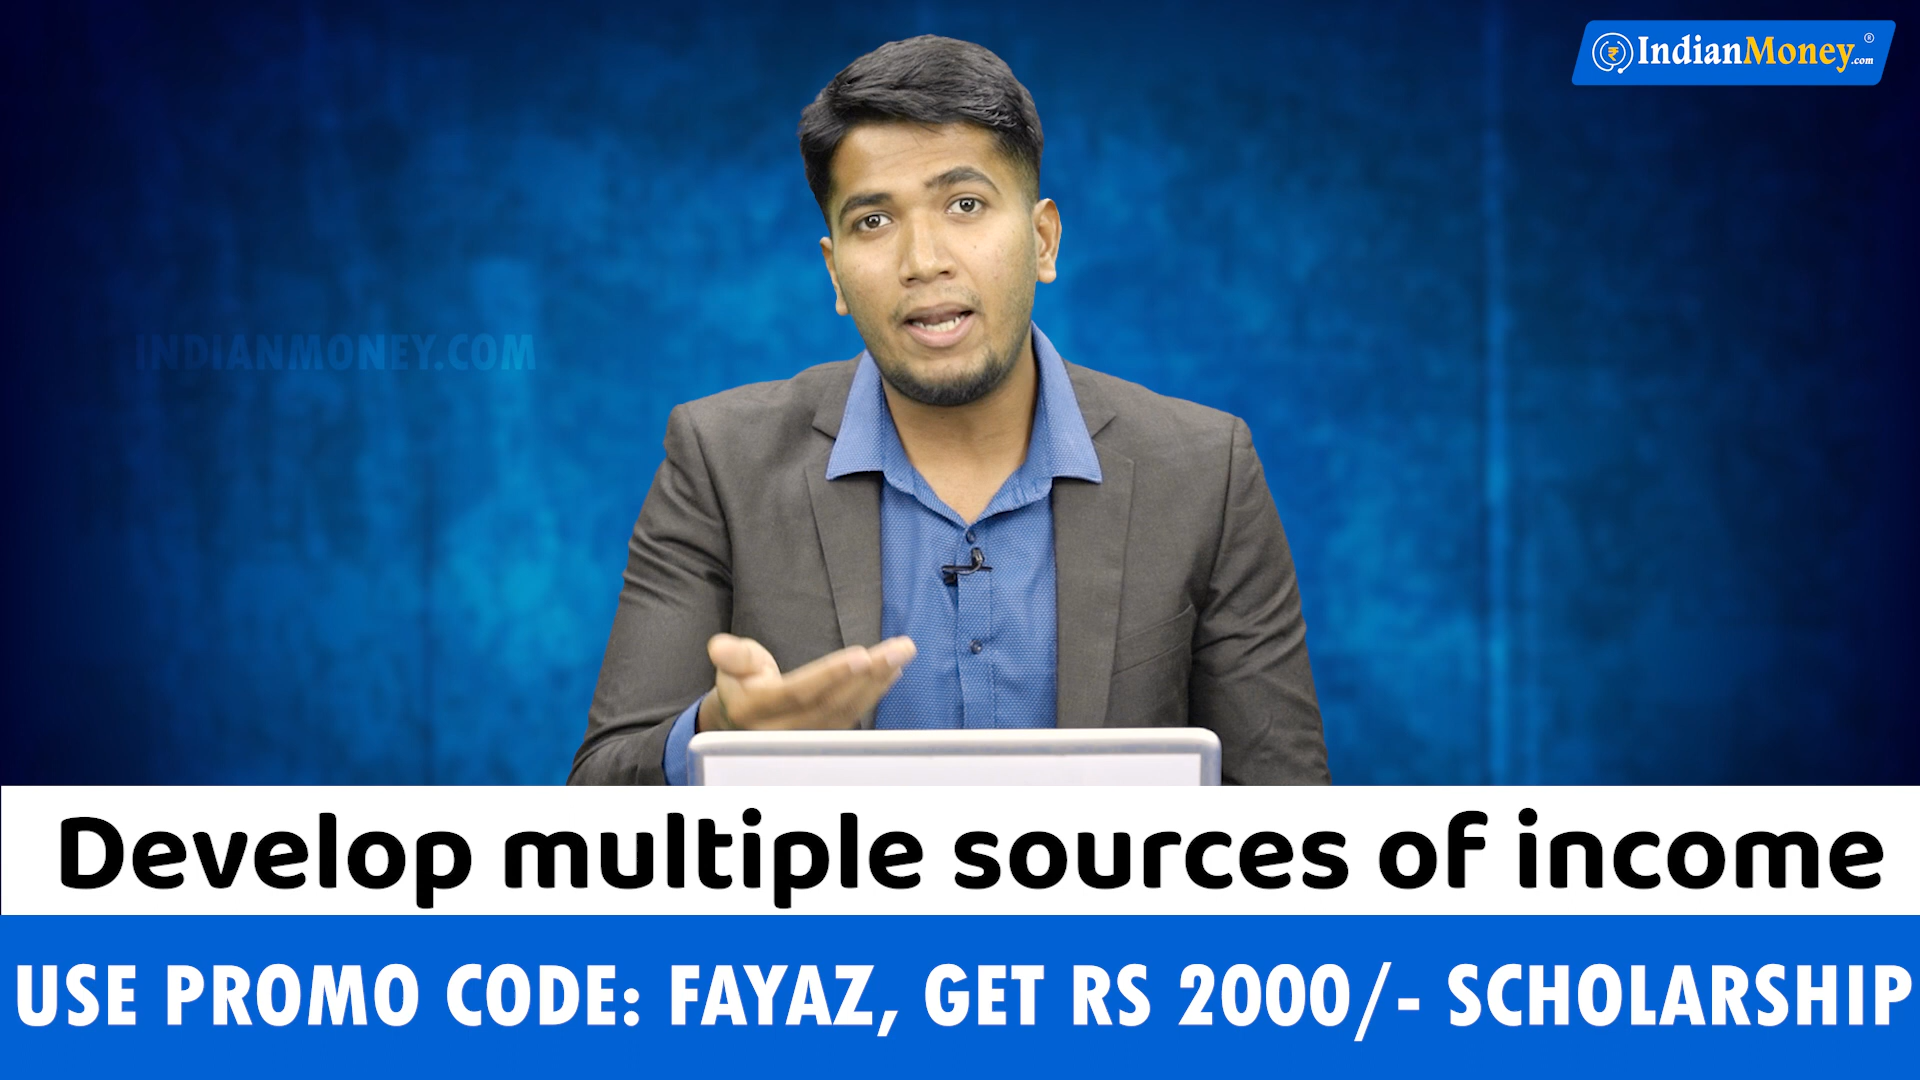 IndianMoney.com®
INDIANMONEY.COM
Develop multiple sources of income
USE PROMO CODE: FAYAZ, GET RS 2000/- SCHOLARSHIP